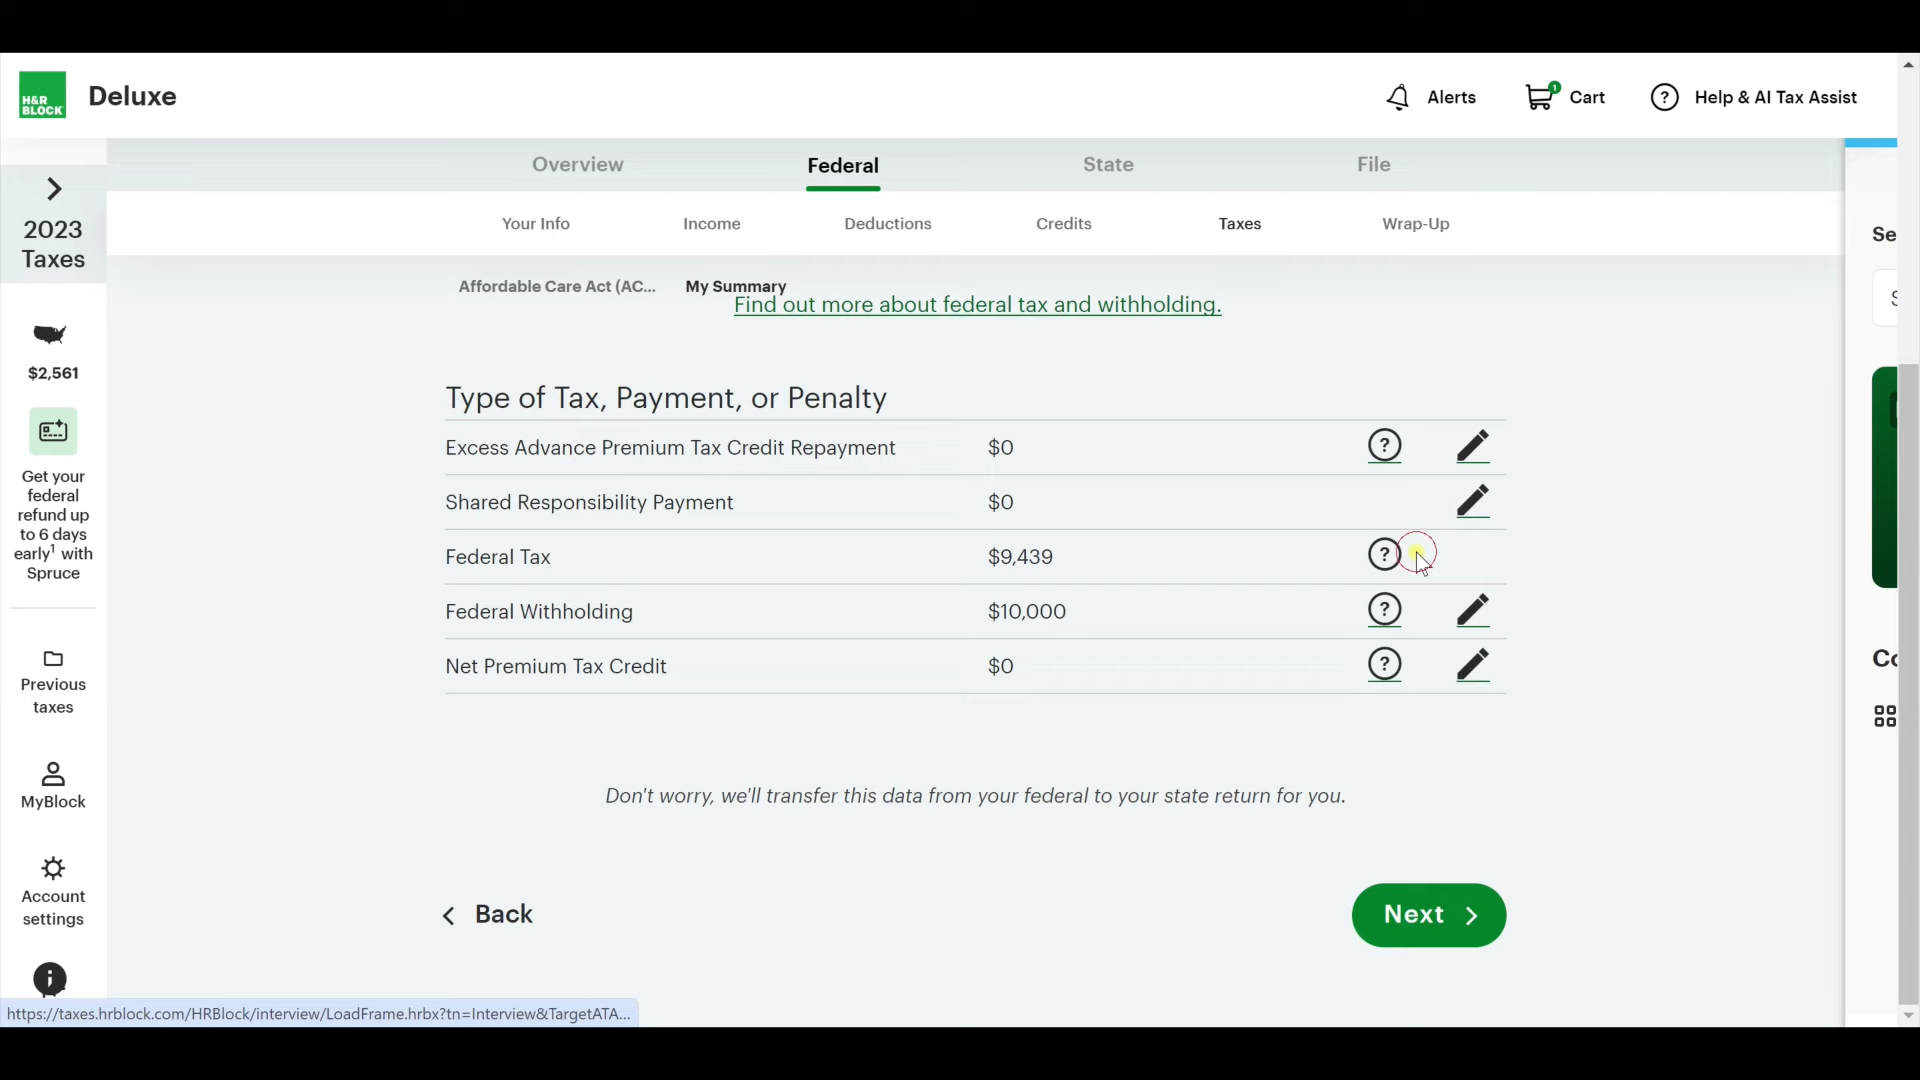 H&R
BLOCK
Deluxe
Alerts
1
Cart
? Help & AI Tax Assist
Overview
Federal
State
File
2023
Taxes
Your Info
Income
Deductions
Credits
Taxes
Wrap-Up
Affordable Care Act (AC...
My Summary
Find out more about federal tax and withholding.
$2,561
Get your
federal
refund up
to 6 days
early1 with
Spruce
Type of Tax, Payment, or Penalty
Excess Advance Premium Tax Credit Repayment $0 ?
Shared Responsibility Payment $0
Federal Tax $9,439 ?
Federal Withholding $10,000 ?
Net Premium Tax Credit $0 ?
Previous
taxes
MyBlock
Account
settings
Don't worry, we'll transfer this data from your federal to your state return for you.
Back
Next
Se
https://taxes.hrblock.com/HRBlock/interview/LoadFrame.hrbx?tn=Interview&TargetATA...